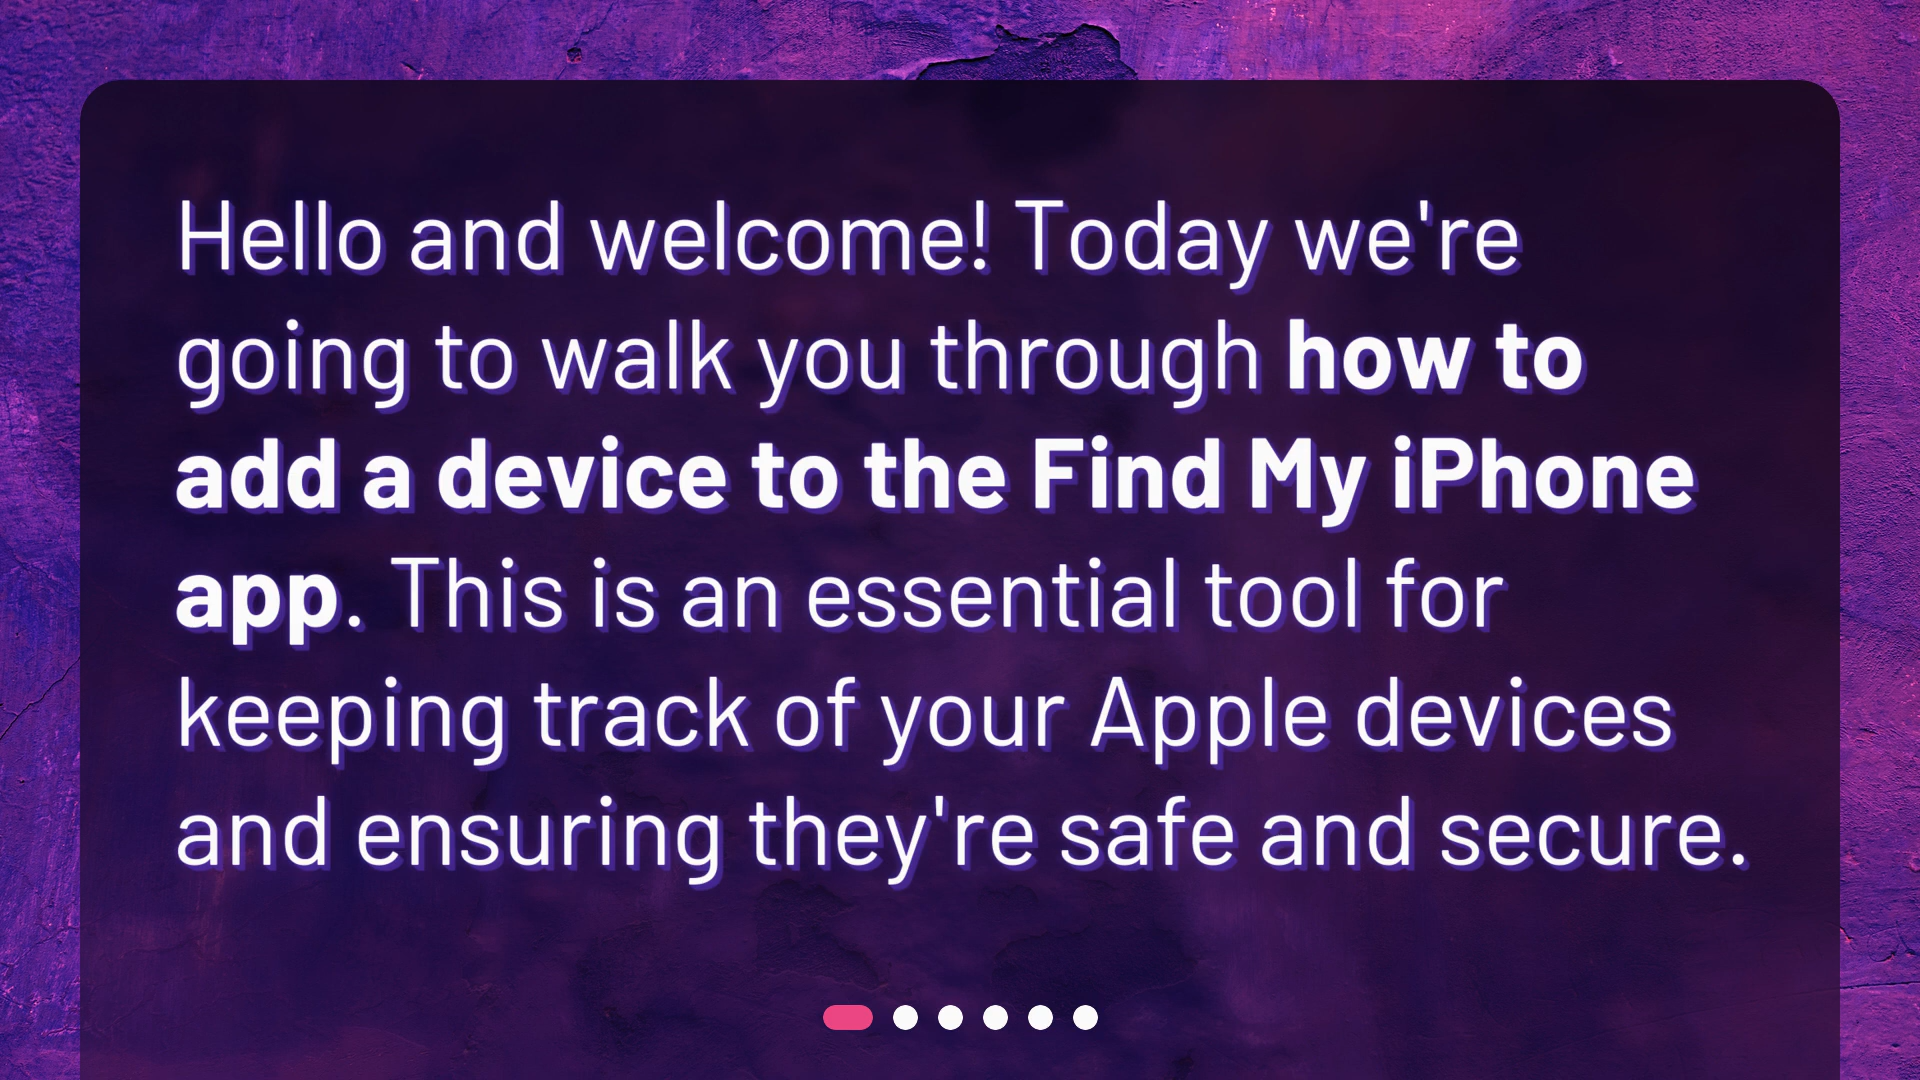 Hello and welcome! Today we're
going to walk you through how to
add a device to the Find My iPhone
app. This is an essential tool for
keeping track of your Apple devices
and ensuring they're safe and secure.